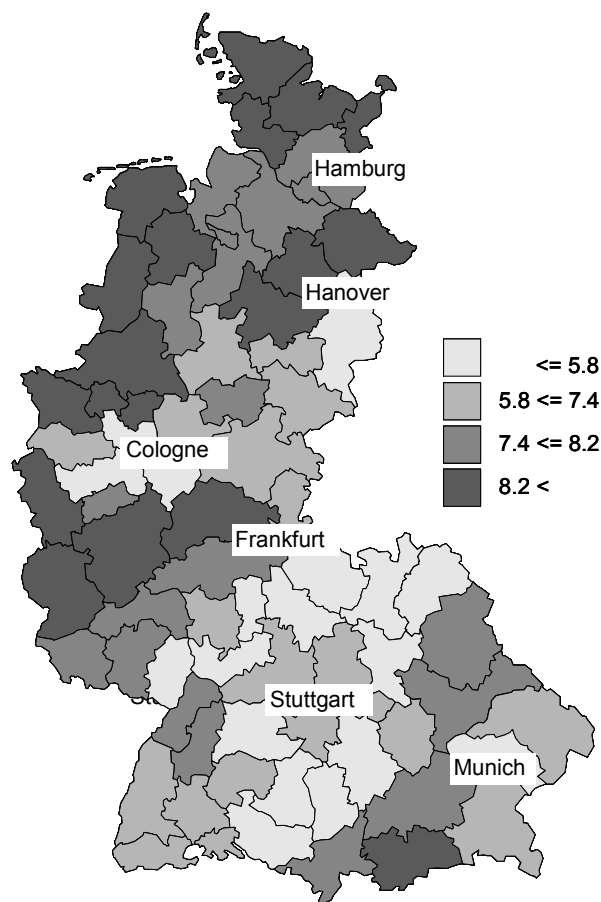 Hamburg
Hanover
<= 5.8
5.8 <= 7.4
7.4 <= 8.2
8.2 <
Cologne
Frankfurt
Stuttgart
Munich